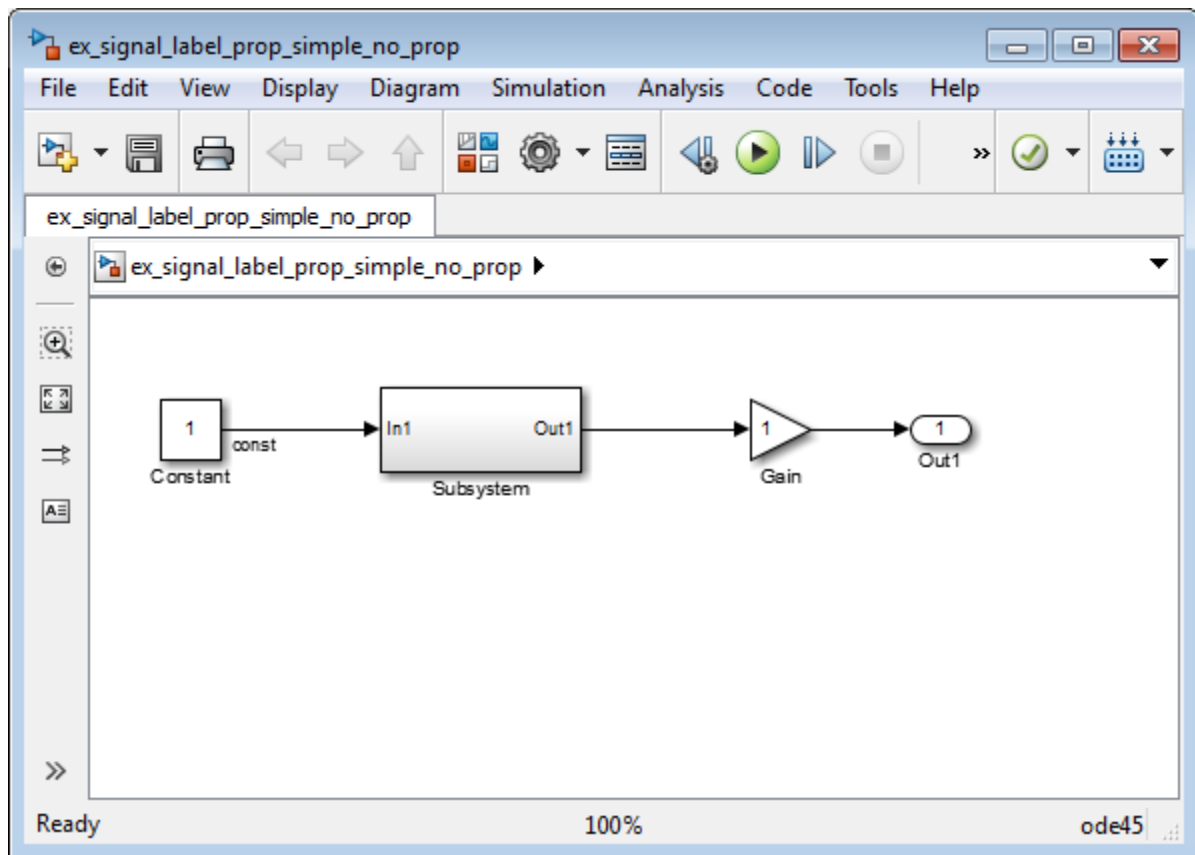 ex_signal_label_prop_simple_no_prop
File Edit View Display Diagram Simulation Analysis Code Tools Help
ex_signal_label_prop_simple_no_prop
ex_signal_label_prop_simple_no_prop
1 const In1 Out1 1 1
Constant Subsystem Gain Out1
Ready 100% ode45